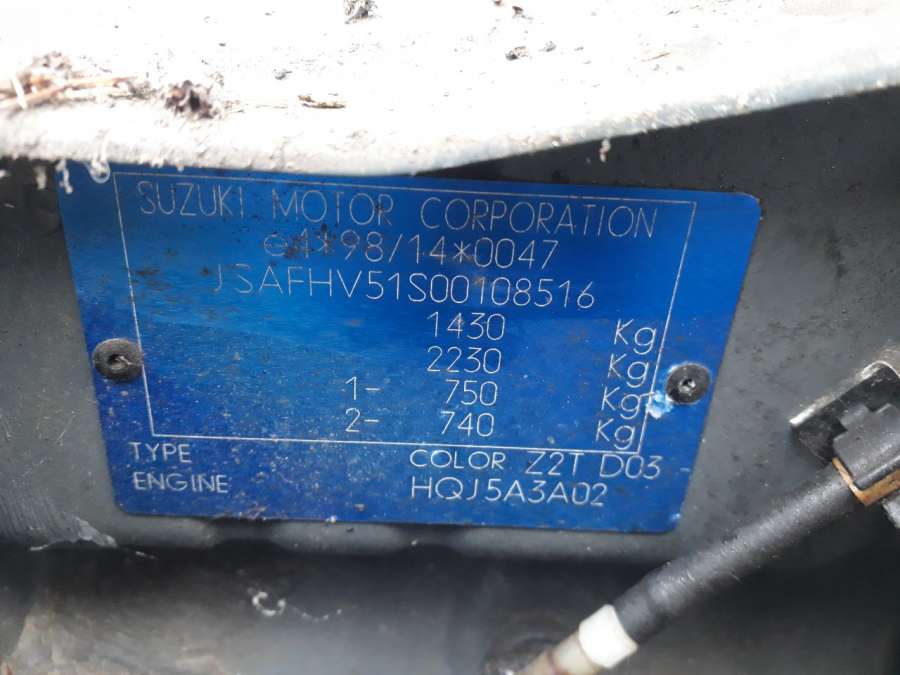 SUZUKI MOTOR CORPORATION
e4*98/14*0047
JSAFHV51S00108516
1430 Kg
2230 Kg
1- 750 Kg
2- 740 Kg
TYPE COLOR Z2T D03
ENGINE HQJ5A3A02